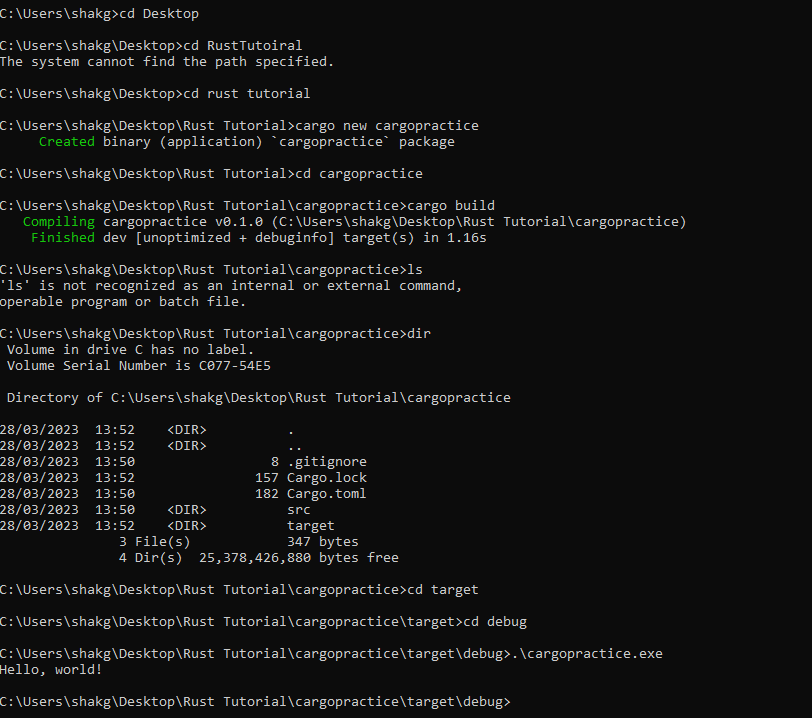 C:\Users\shakg>cd Desktop
C:\Users\shakg\Desktop>cd RustTutoiral
The system cannot find the path specified.
C:\Users\shakg\Desktop>cd rust tutorial
C:\Users\shakg\Desktop\Rust Tutorial>cargo new cargopractice
Created binary (application) `cargopractice` package
C:\Users\shakg\Desktop\Rust Tutorial>cd cargopractice
C:\Users\shakg\Desktop\Rust Tutorial\cargopractice>cargo build
Compiling cargopractice v0.1.0 (C:\Users\shakg\Desktop\Rust Tutorial\cargopractice)
Finished dev [unoptimized + debuginfo] target(s) in 1.16s
C:\Users\shakg\Desktop\Rust Tutorial\cargopractice>ls
'ls' is not recognized as an internal or external command,
operable program or batch file.
C:\Users\shakg\Desktop\Rust Tutorial\cargopractice>dir
Volume in drive C has no label.
Volume Serial Number is C077-54E5
Directory of C:\Users\shakg\Desktop\Rust Tutorial\cargopractice
28/03/2023  13:52    <DIR>          .
28/03/2023  13:52    <DIR>          ..
28/03/2023  13:50                 8 .gitignore
28/03/2023  13:52               157 Cargo.lock
28/03/2023  13:50               182 Cargo.toml
28/03/2023  13:50    <DIR>          src
28/03/2023  13:52    <DIR>          target
3 File(s)            347 bytes
4 Dir(s)  25,378,426,880 bytes free
C:\Users\shakg\Desktop\Rust Tutorial\cargopractice>cd target
C:\Users\shakg\Desktop\Rust Tutorial\cargopractice\target>cd debug
C:\Users\shakg\Desktop\Rust Tutorial\cargopractice\target\debug>.\cargopractice.exe
Hello, world!
C:\Users\shakg\Desktop\Rust Tutorial\cargopractice\target\debug>